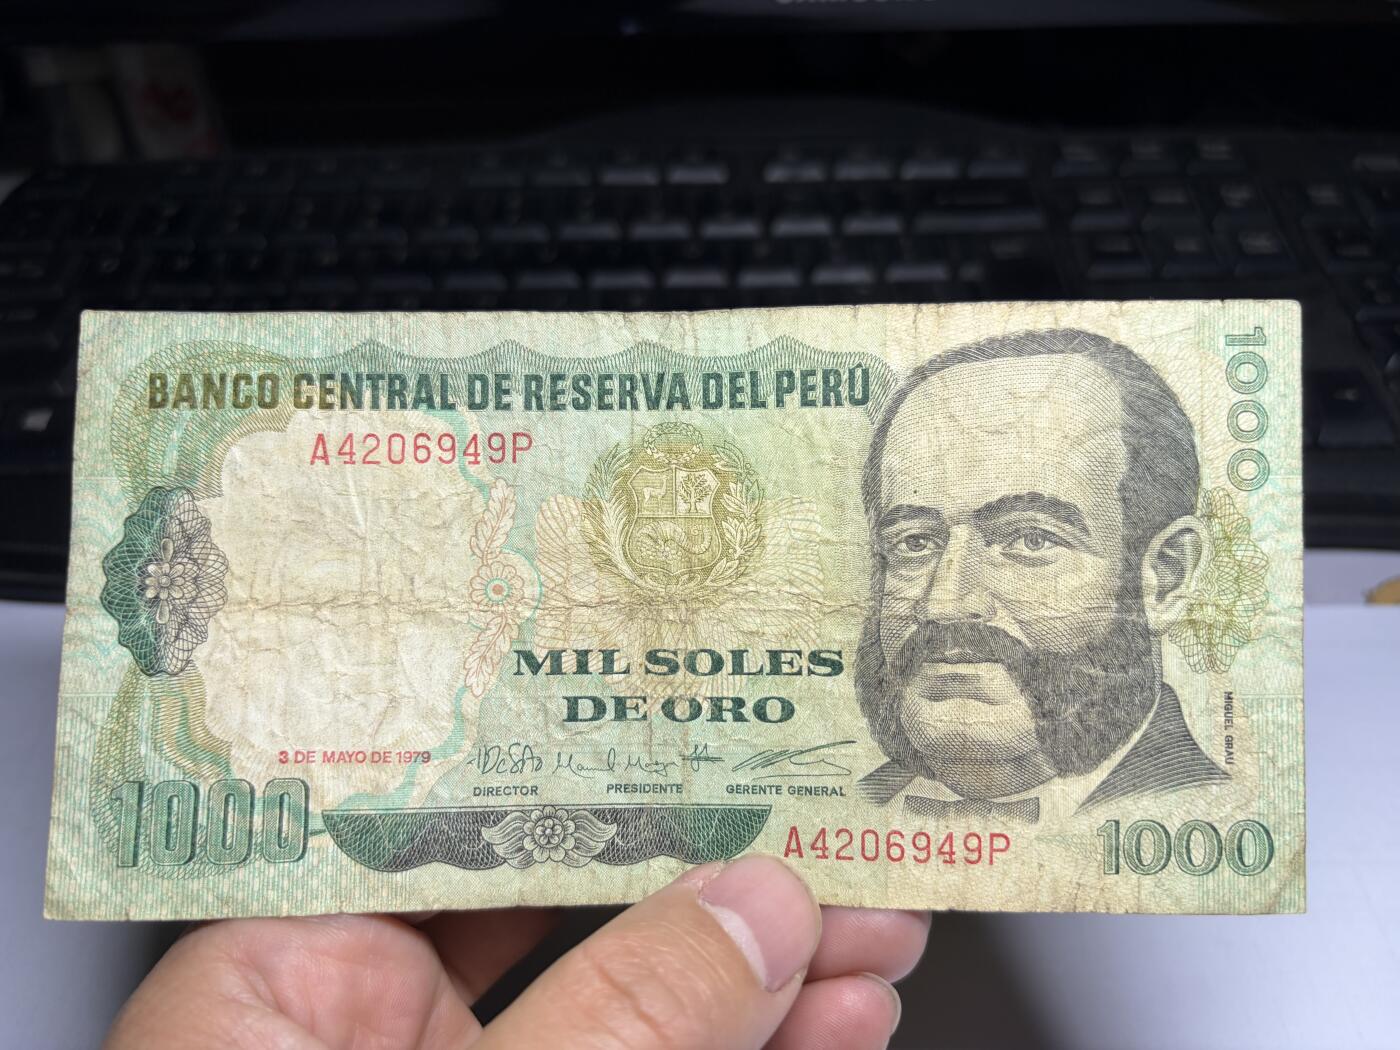 BANCO CENTRAL DE RESERVA DEL PERÚ
A4206949P
1000
MIL SOLES
DE ORO
MIGUEL GRAU
3 DE MAYO DE 1979
DIRECTOR PRESIDENTE GERENTE GENERAL
1000
A4206949P
1000